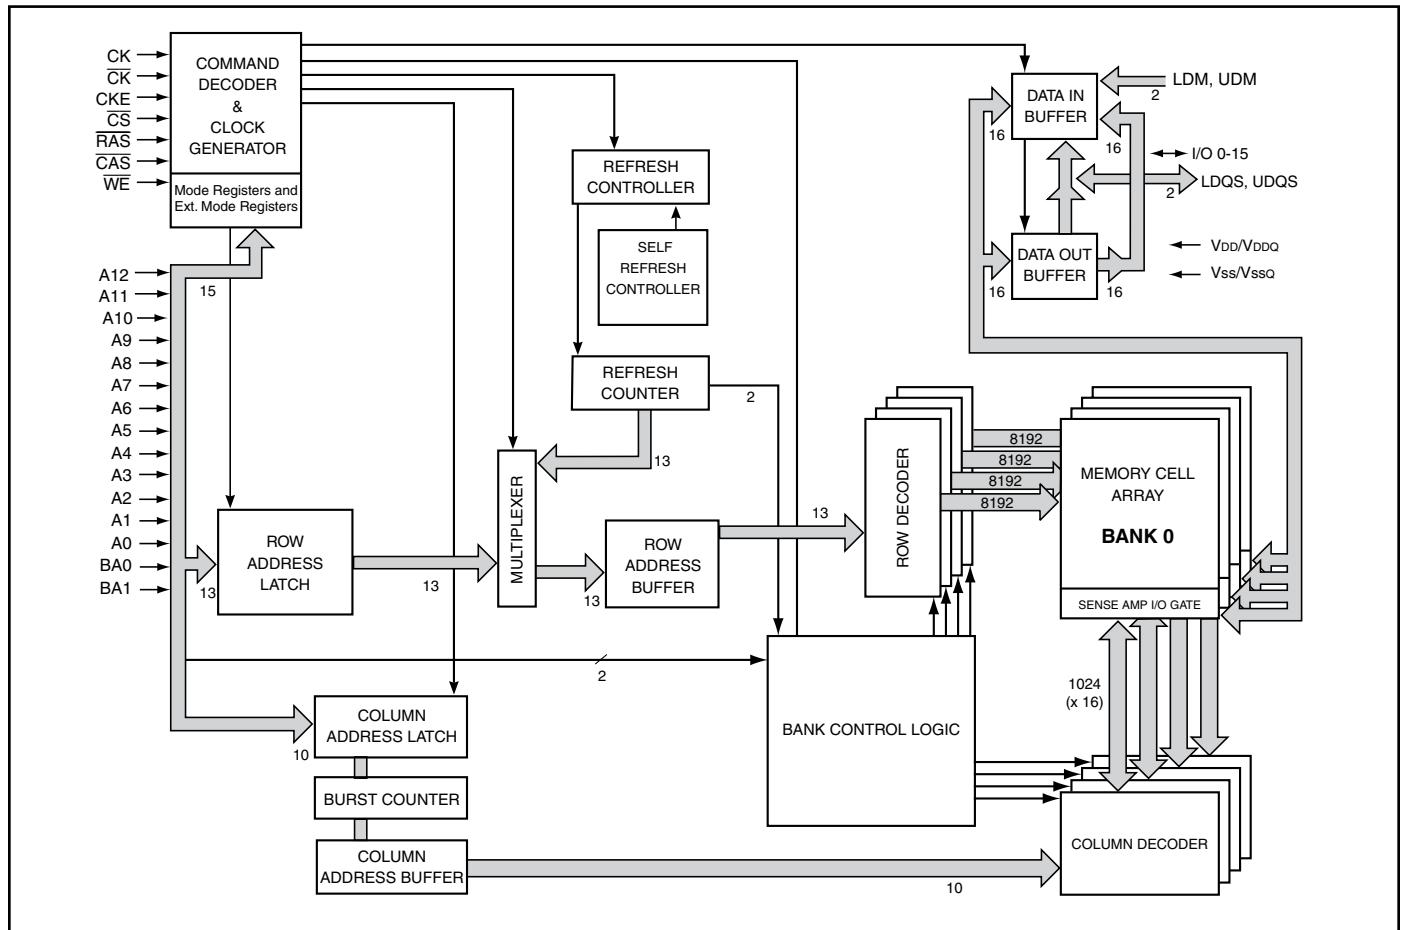 CK
CK
CKE
CS
RAS
CAS
WE
COMMAND
DECODER
&
CLOCK
GENERATOR
Mode Registers and
Ext. Mode Registers
A12
A11
A10
A9
A8
A7
A6
A5
A4
A3
A2
A1
A0
BA0
BA1
15
13
ROW
ADDRESS
LATCH
13
MULTIPLEXER
13
ROW
ADDRESS
BUFFER
13
REFRESH
CONTROLLER
SELF
REFRESH
CONTROLLER
REFRESH
COUNTER
2
13
2
COLUMN
ADDRESS LATCH
10
BURST COUNTER
COLUMN
ADDRESS BUFFER
10
BANK CONTROL LOGIC
ROW DECODER
8192
8192
8192
8192
MEMORY CELL
ARRAY
BANK 0
SENSE AMP I/O GATE
1024
(x 16)
COLUMN DECODER
DATA IN
BUFFER
16
16
LDM, UDM
2
I/O 0-15
LDQS, UDQS
2
DATA OUT
BUFFER
16
16
VDD/VDDQ
Vss/VssQ